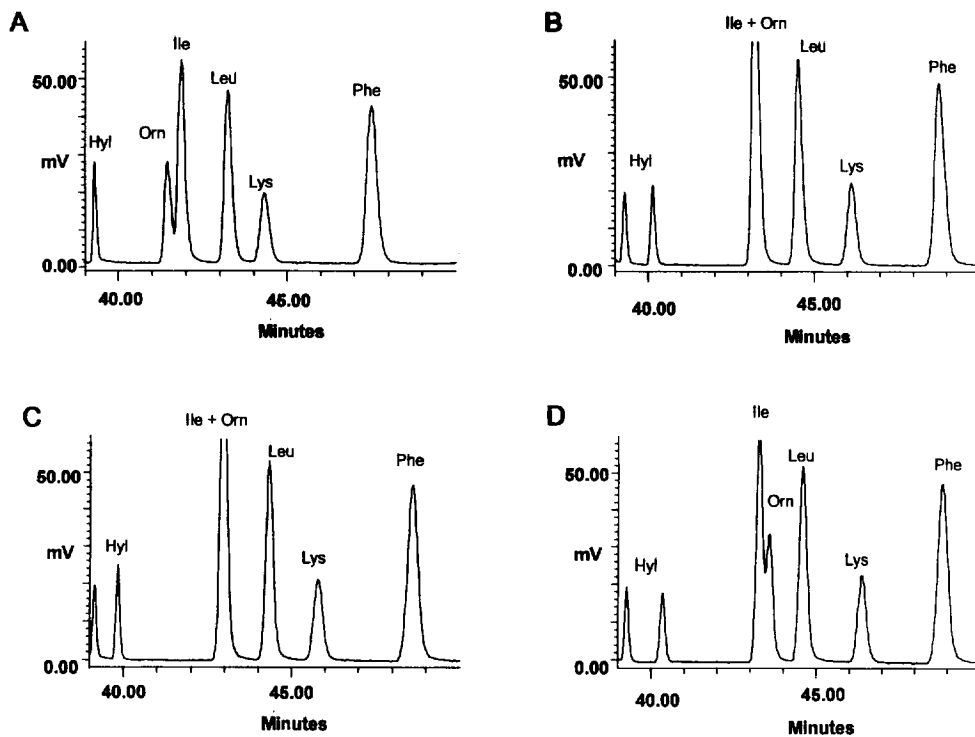 A
Ile
50.00
Leu
Phe
Orn
Hyl
mV
Lys
0.00
40.00
45.00
Minutes
B
Ile + Orn
50.00
Leu
Phe
Hyl
mV
Lys
0.00
40.00
45.00
Minutes
C
Ile + Orn
50.00
Leu
Phe
Hyl
mV
Lys
0.00
40.00
45.00
Minutes
D
Ile
50.00
Leu
Phe
Orn
Hyl
mV
Lys
0.00
40.00
45.00
Minutes